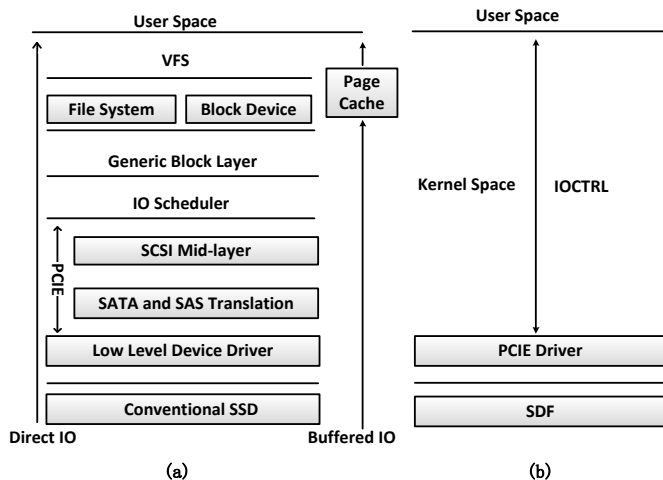 User Space
VFS
Page
Cache
File System
Block Device
Generic Block Layer
IO Scheduler
PCIE
SCSI Mid-layer
SATA and SAS Translation
Low Level Device Driver
Conventional SSD
Direct IO
Buffered IO
(a)
User Space
Kernel Space
IOCTRL
PCIE Driver
SDF
(b)